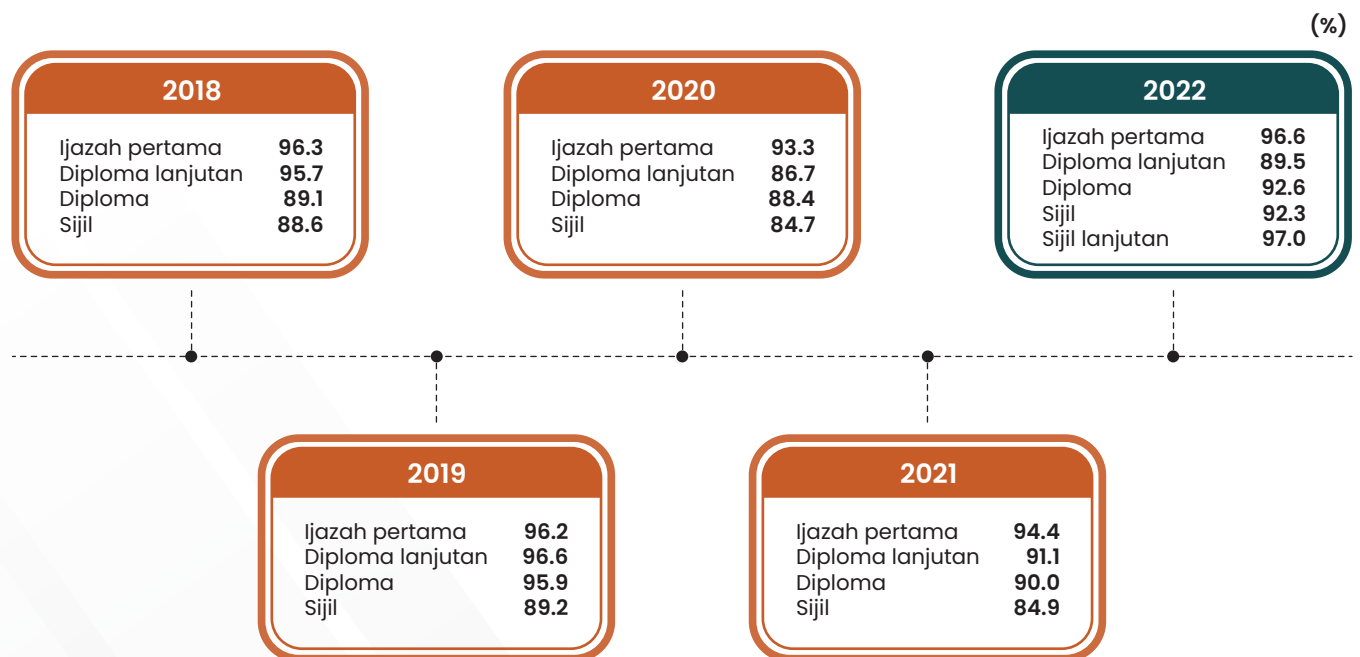 (%)
2018
Ijazah pertama 96.3
Diploma lanjutan 95.7
Diploma 89.1
Sijil 88.6
2020
Ijazah pertama 93.3
Diploma lanjutan 86.7
Diploma 88.4
Sijil 84.7
2022
Ijazah pertama 96.6
Diploma lanjutan 89.5
Diploma 92.6
Sijil 92.3
Sijil lanjutan 97.0
2019
Ijazah pertama 96.2
Diploma lanjutan 96.6
Diploma 95.9
Sijil 89.2
2021
Ijazah pertama 94.4
Diploma lanjutan 91.1
Diploma 90.0
Sijil 84.9